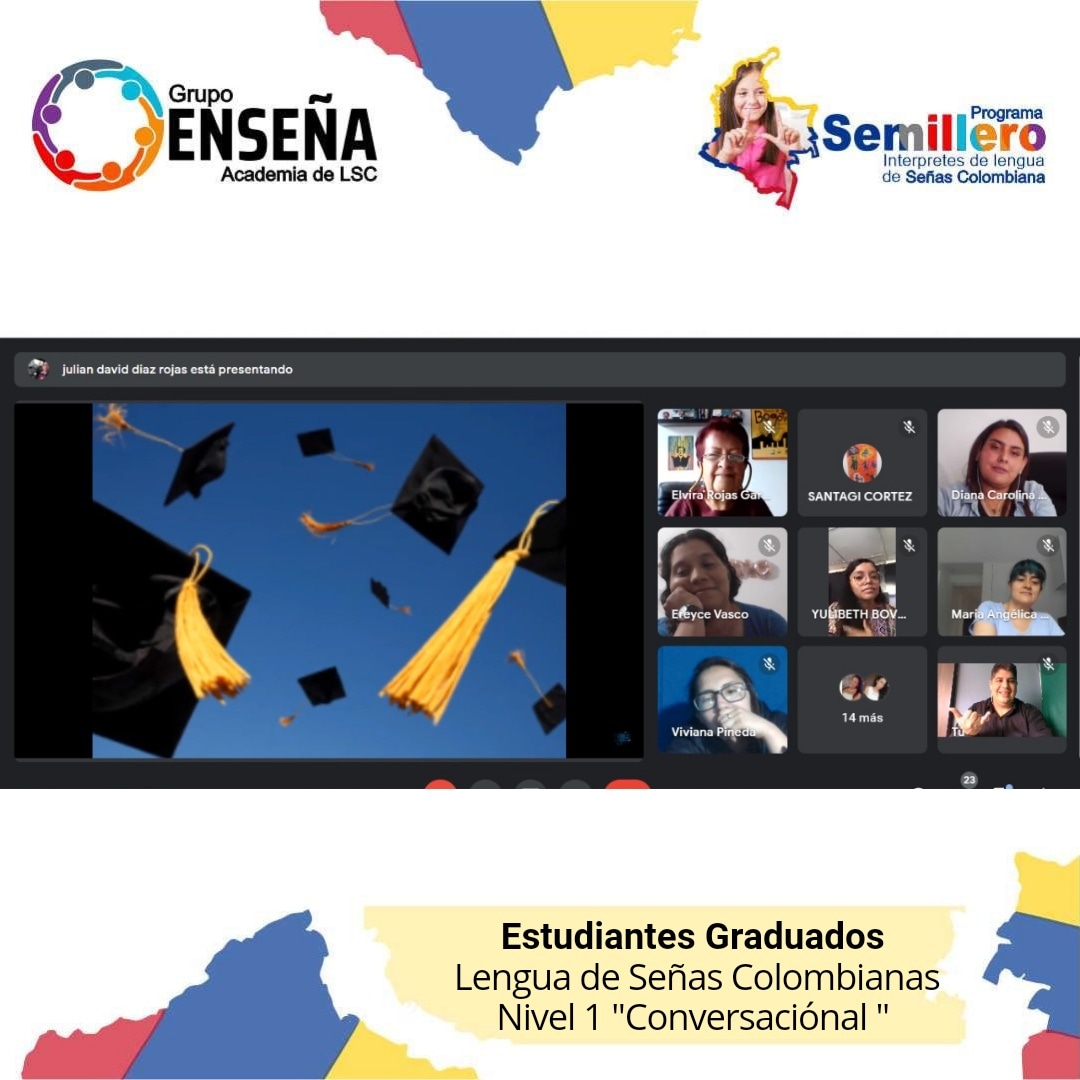 Grupo
ENSEÑA
Academia de LSC
Programa
Semillero
Interpretes de lengua
de Señas Colombiana
julian david diaz rojas está presentando
Bogotá
Elvira Rojas Gar...
SANTAGI CORTEZ
Diana Carolina ...
Ereyce Vasco
YULIBETH BOV...
María Angélica ...
Viviana Pineda
14 más
Tú
23
Estudiantes Graduados
Lengua de Señas Colombianas
Nivel 1 "Conversaciónal "